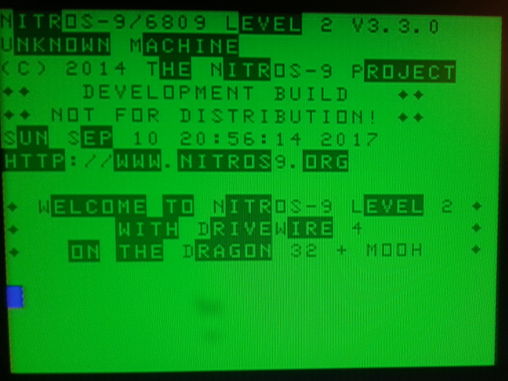 NITROS-9/6809 LEVEL 2 V3.3.0
UNKNOWN MACHINE
(C) 2014 THE NITROS-9 PROJECT
** DEVELOPMENT BUILD **
** NOT FOR DISTRIBUTION! **
SUN SEP 10 20:56:14 2017
HTTP://WWW.NITROS9.ORG
* WELCOME TO NITROS-9 LEVEL 2 *
* WITH DRIVEWIRE 4 *
* ON THE DRAGON 32 + MOOH *